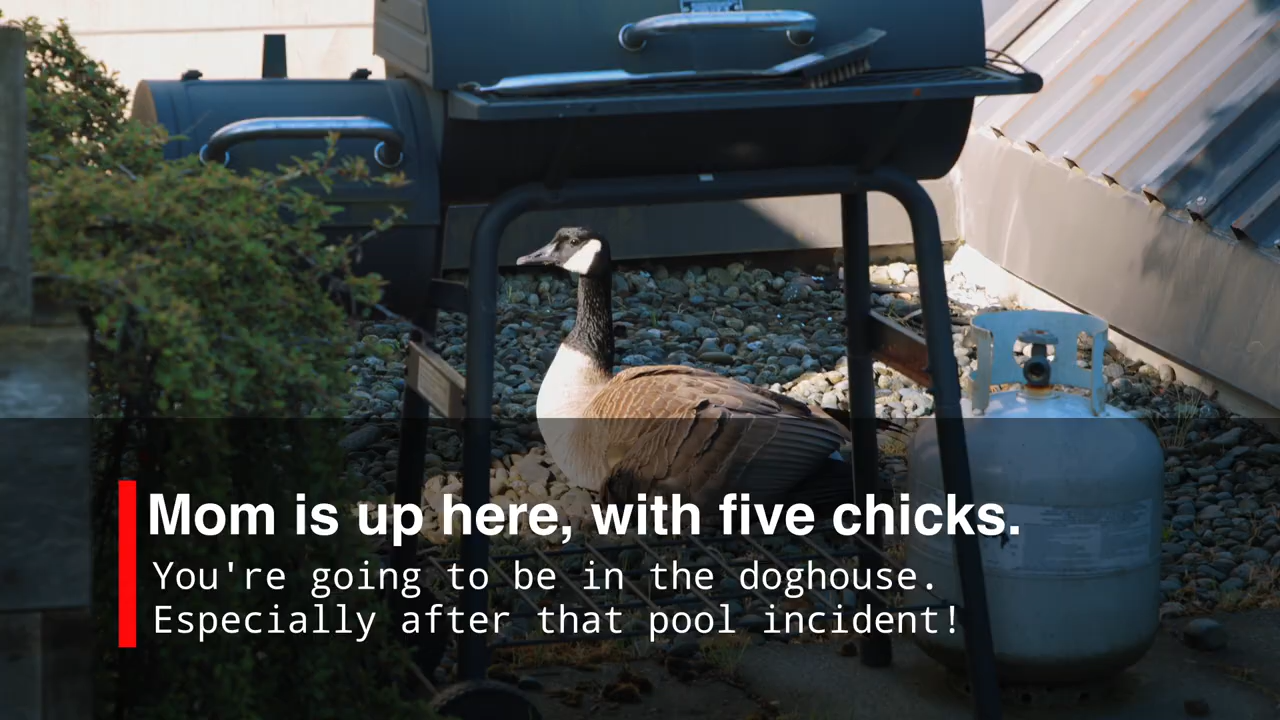 Mom is up here, with five chicks.
You're going to be in the doghouse.
Especially after that pool incident!